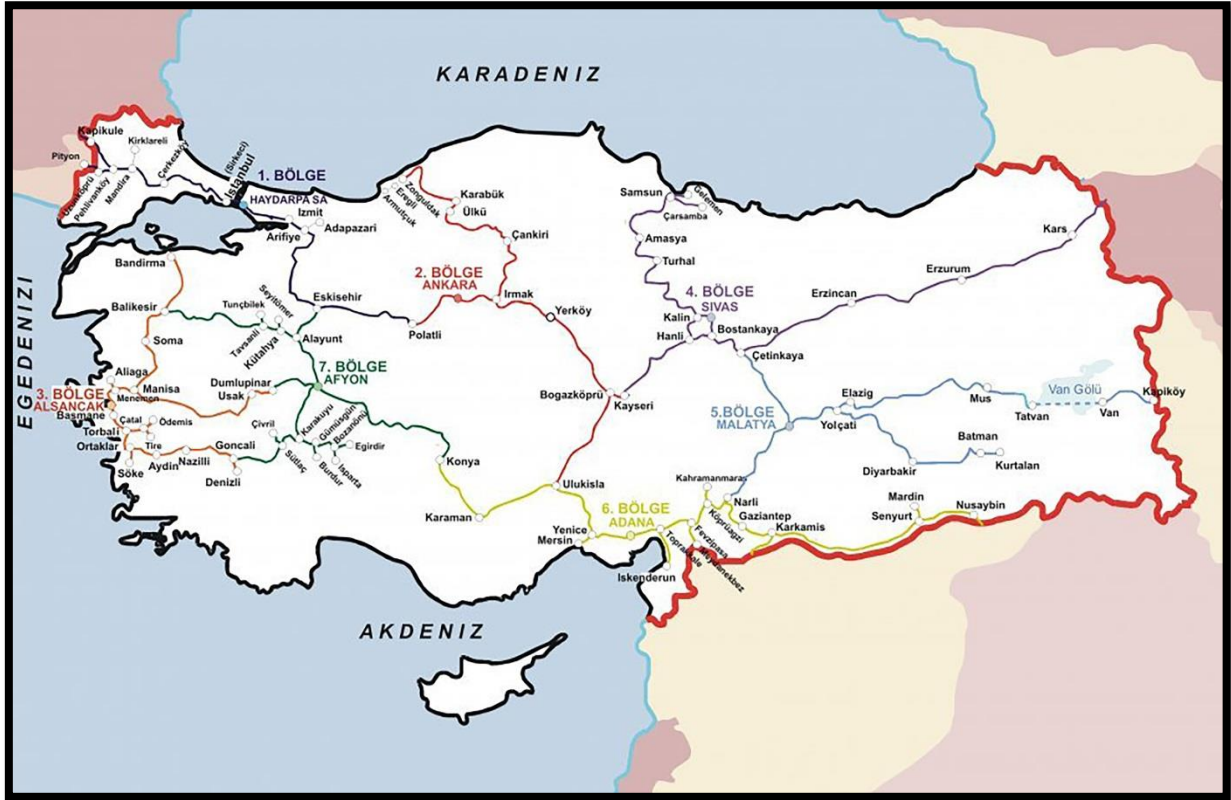 KARADENIZ
EGEDENIZI
AKDENIZ
Kapikule
Kirklareli
Pityon
Uzunköprü
Pehlivanköy
Mandira
Çerkezköy
(Sirkeci)
Istanbul
1. BÖLGE
HAYDARPA SA
Izmit
Adapazari
Arifiye
Bandirma
Balikesir
Soma
Tunçbilek
Seyitömer
Tavsanli
Kütahya
Alayunt
Eskisehir
Polatli
2. BÖLGE
ANKARA
Irmak
Zonguldak
Eregli
Armutçuk
Karabük
Ülkü
Çankiri
Yerköy
Samsun
Gelemen
Çarsamba
Amasya
Turhal
4. BÖLGE
SIVAS
Kalin
Hanli
Bostankaya
Çetinkaya
Erzincan
Erzurum
Kars
Aliaga
Menemen
Manisa
3. BÖLGE
ALSANCAK
Basmane
Çatal
Ödemis
Torbali
Tire
Ortaklar
Söke
Aydin
Nazilli
Goncali
Denizli
Dumlupinar
Usak
7. BÖLGE
AFYON
Çivril
Sütlaç
Karakuyu
Gümüsgün
Bozanönü
Egirdir
Burdur
Isparta
Konya
Karaman
Bogazköprü
Kayseri
Ulukisla
5.BÖLGE
MALATYA
Elazig
Yolçati
Mus
Tatvan
Van Gölü
Van
Kapiköy
Diyarbakir
Batman
Kurtalan
6. BÖLGE
ADANA
Yenice
Mersin
Toprakkale
Iskenderun
Fevzipasa
Meydanekbez
Kahramanmaras
Köprüagzi
Narli
Gaziantep
Karkamis
Mardin
Senyurt
Nusaybin